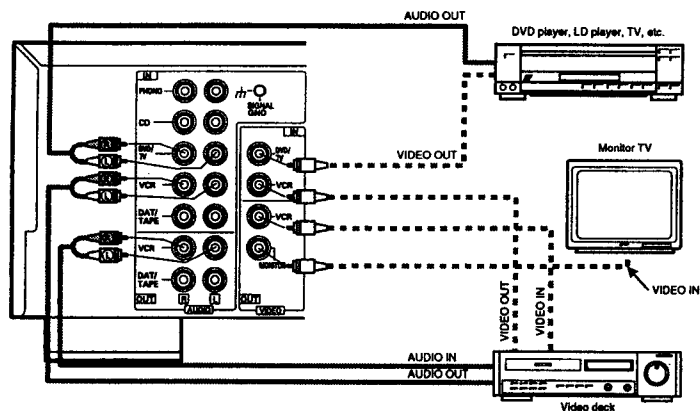 AUDIO OUT
DVD player, LD player, TV, etc.
IN
PHONO
SIGNAL GND
CD
IN
DVD/TV
DVD/TV
VIDEO OUT
Monitor TV
R
L
R
L
VCR
VCR
DAT/TAPE
VCR
R
L
VCR
MONITOR
DAT/TAPE
VIDEO IN
OUT
R
L
OUT
AUDIO
VIDEO
VIDEO OUT
VIDEO IN
AUDIO IN
AUDIO OUT
Video deck